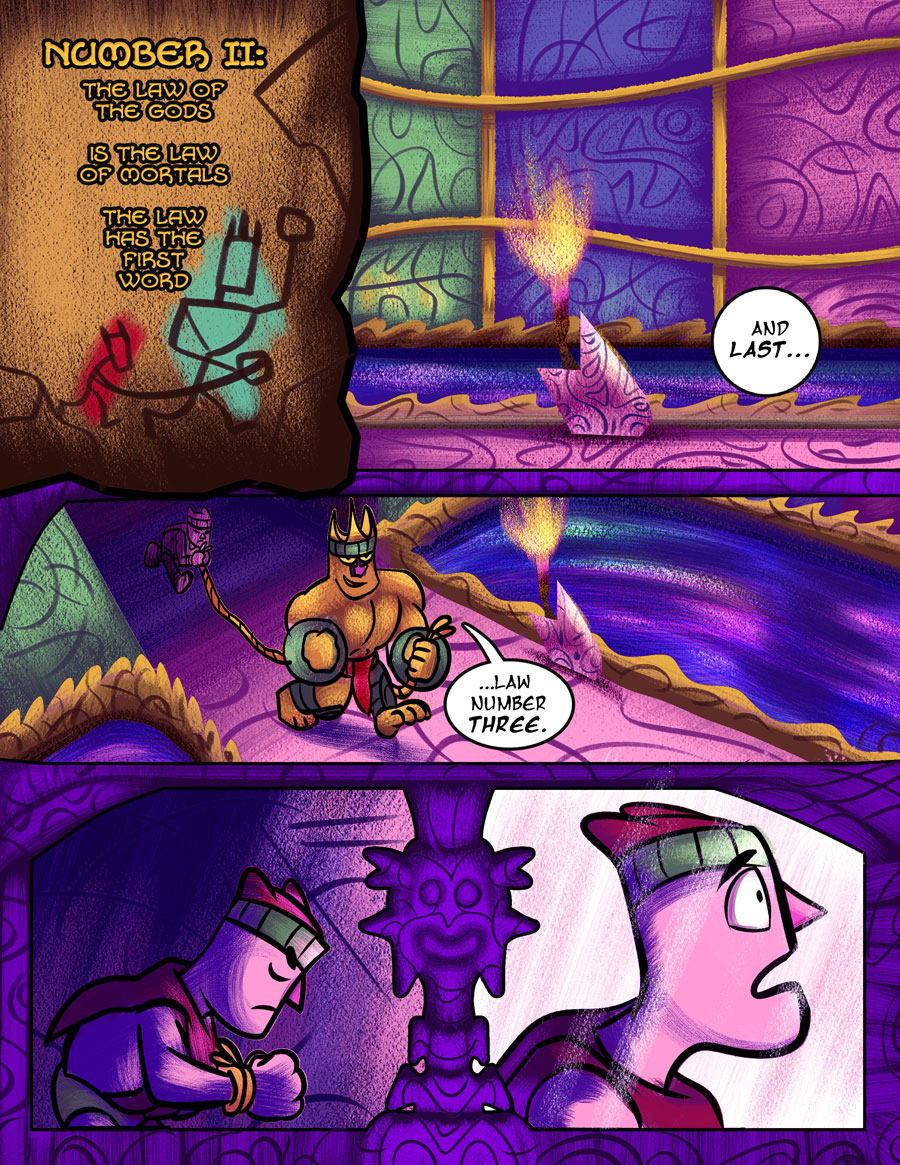 NUMBER II:
THE LAW OF
THE GODS
IS THE LAW
OF MORTALS
THE LAW
HAS THE
FIRST
WORD
AND
LAST...
...LAW
NUMBER
THREE.